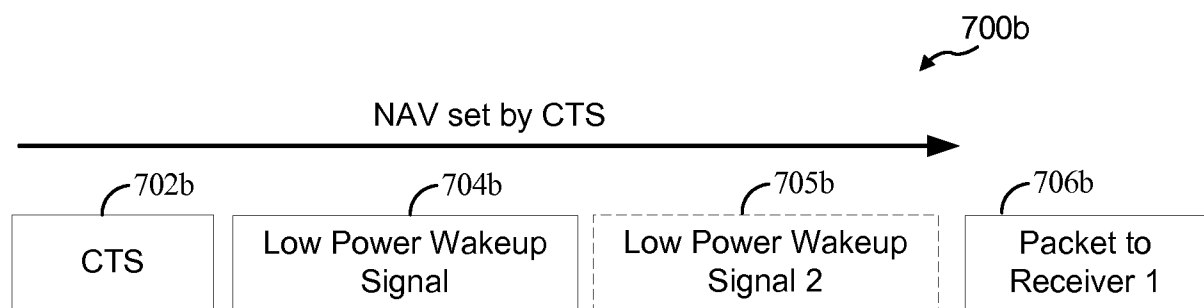 700b
NAV set by CTS
702b
704b
705b
706b
CTS
Low Power Wakeup
Signal
Low Power Wakeup
Signal 2
Packet to
Receiver 1